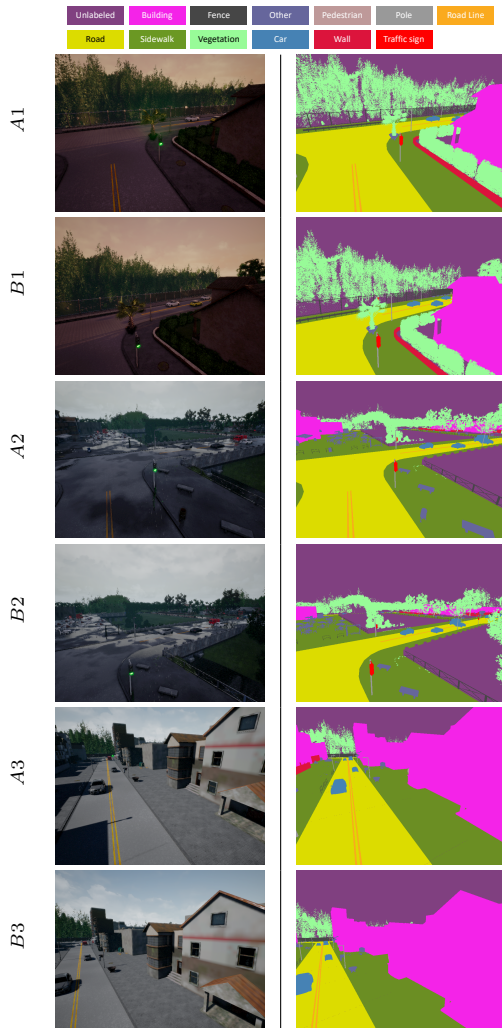 Unlabeled Building Fence Other Pedestrian Pole Road Line
Road Sidewalk Vegetation Car Wall Traffic sign
A1
B1
A2
B2
A3
B3